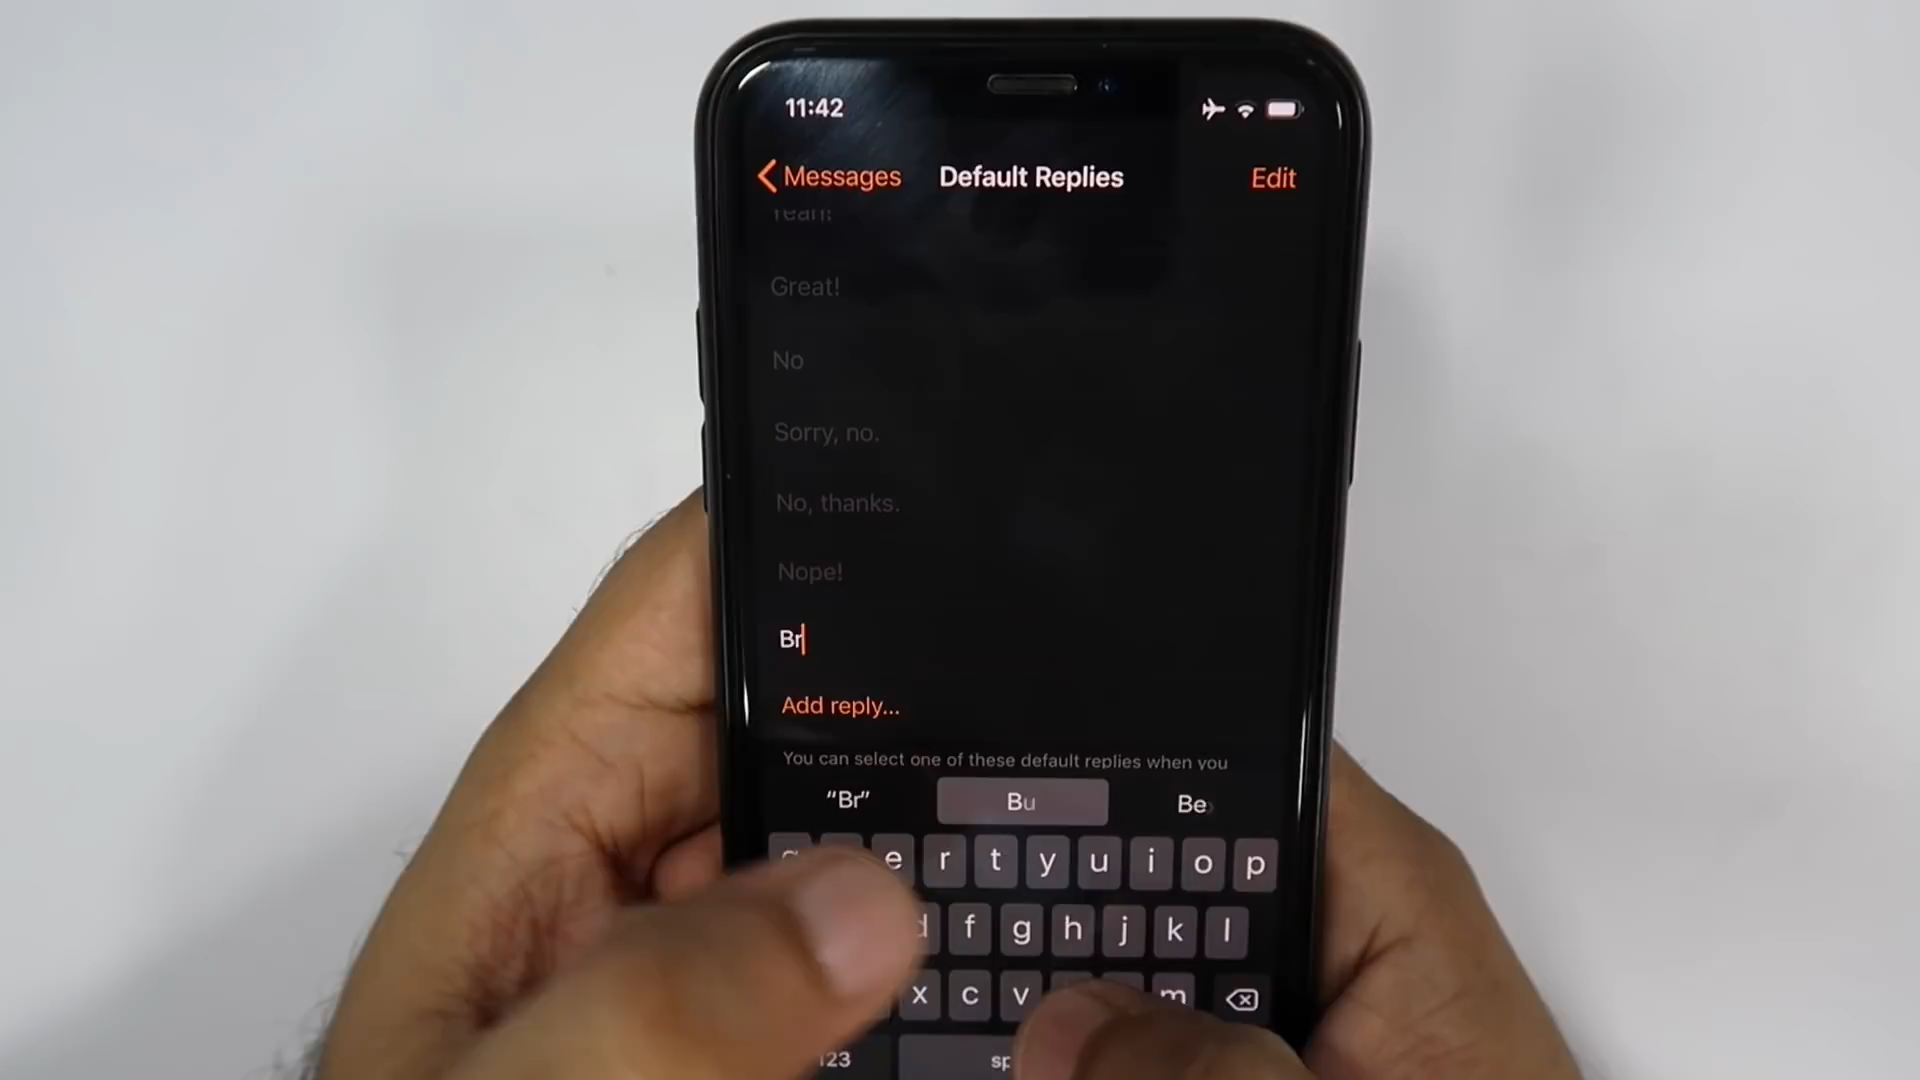 11:42
Messages
Default Replies
Edit
Great!
No
Sorry, no.
No, thanks.
Nope!
Br
Add reply...
You can select one of these default replies when you
"Br"
Bu
Be
e r t y u i o p
d f g h j k l
x c v m
123